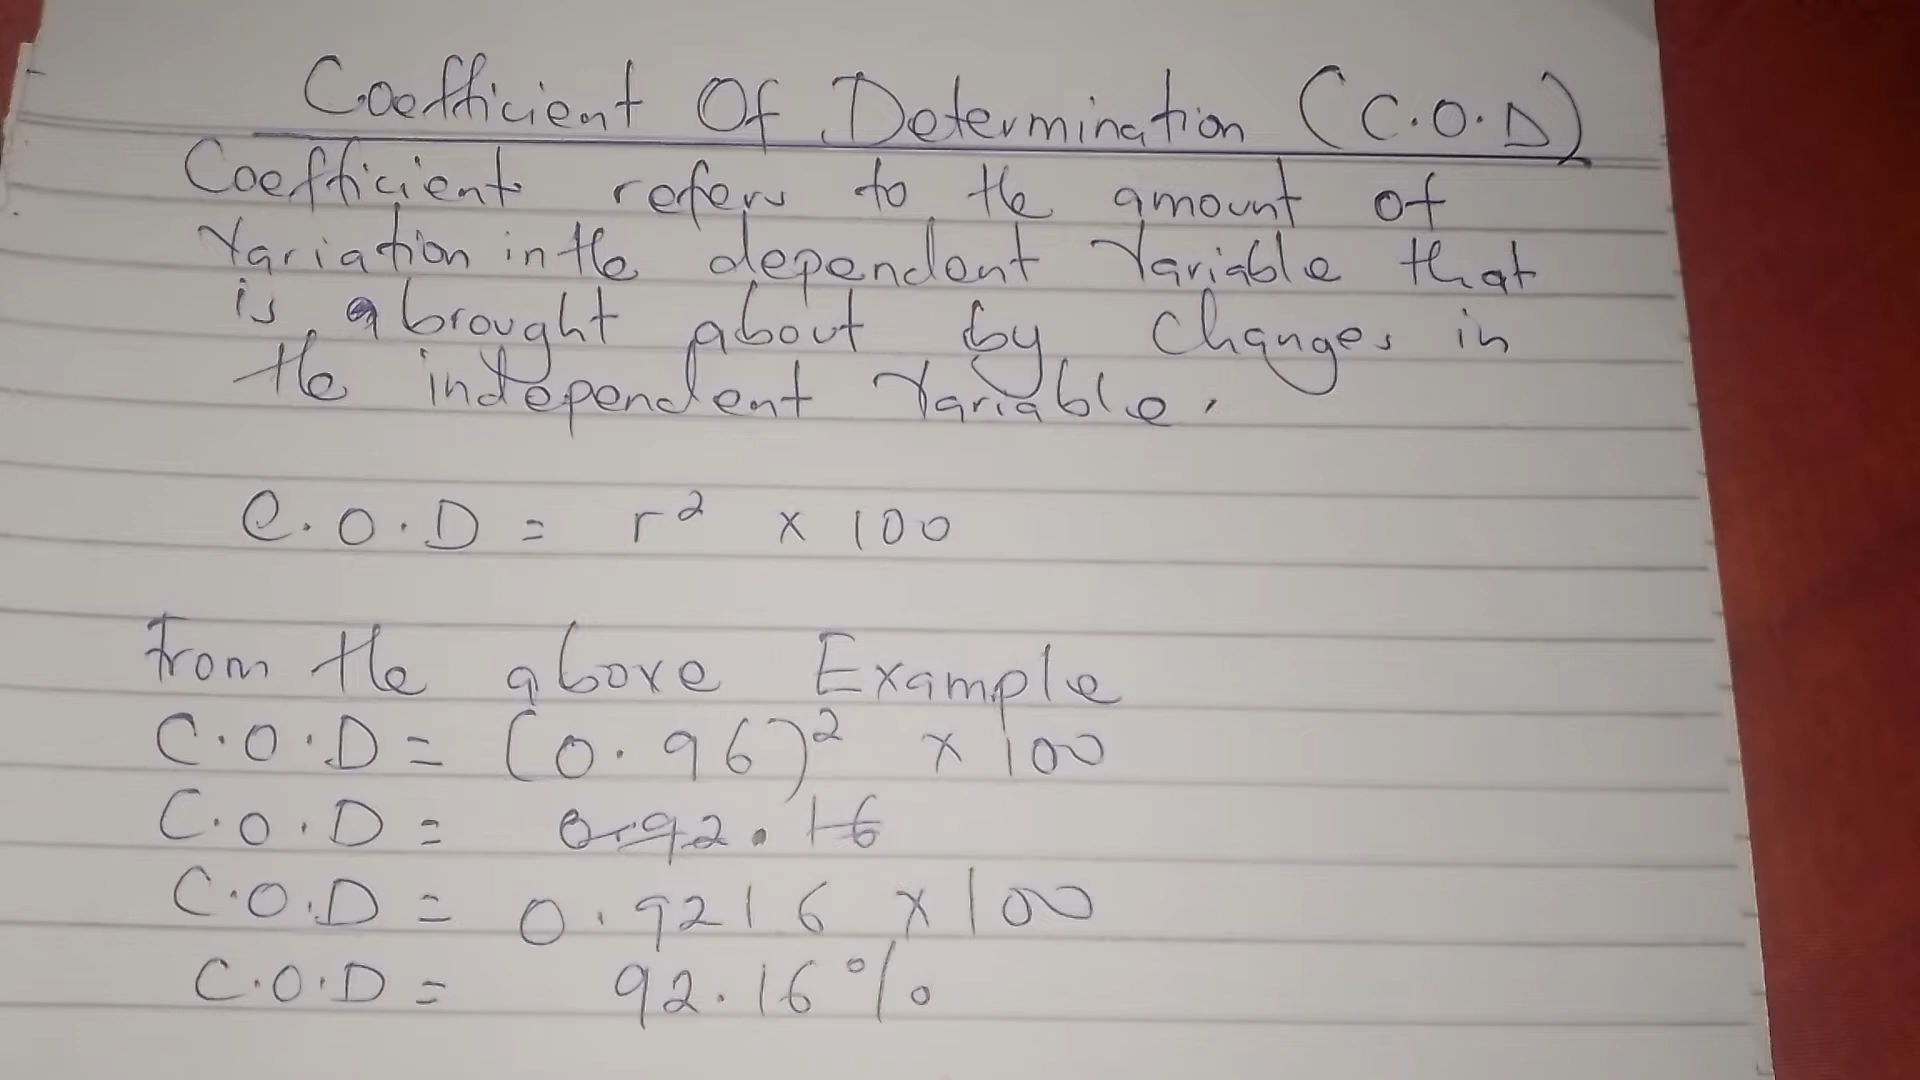 Coefficient Of Determination (C.O.D)
Coefficient refers to the amount of
Variation in the dependent Variable that
is a brought about by Changes in
the independent Variable.
C.O.D = r² x 100
From the above Example
C.O.D = (0.96)² x 100
C.O.D = 0.92.16
C.O.D = 0.9216 x 100
C.O.D = 92.16%